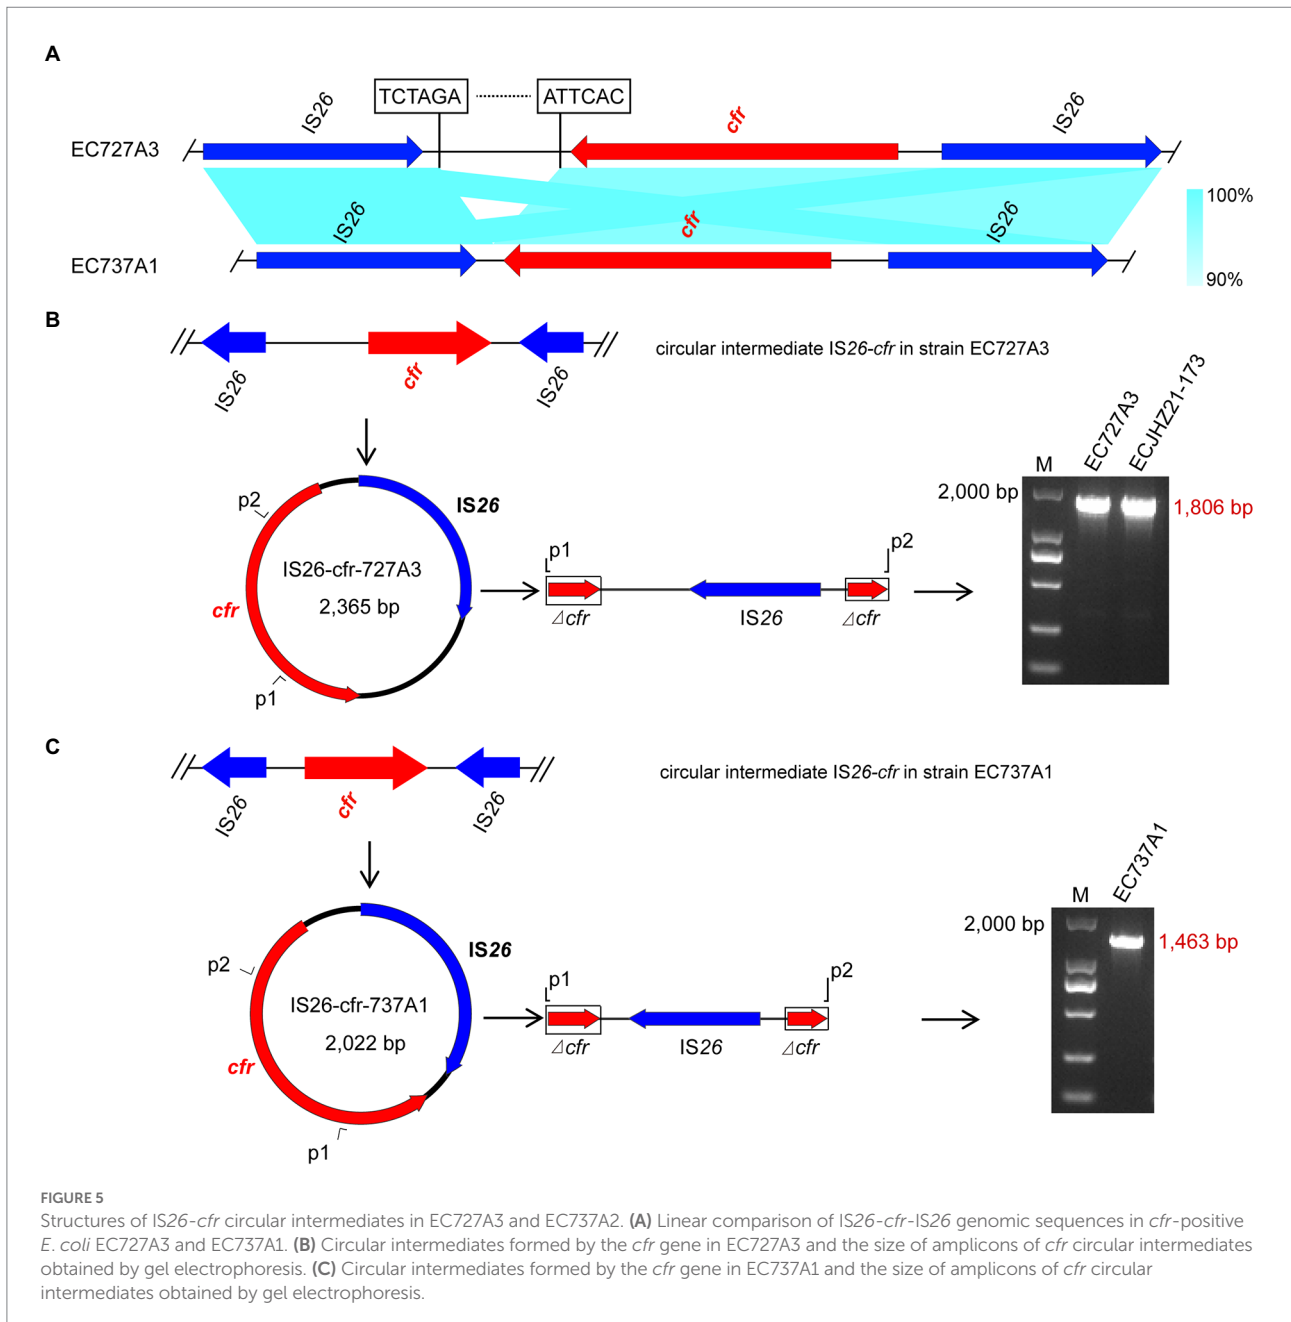 A
TCTAGA
ATTCAC
IS26
cfr
IS26
EC727A3
IS26
cfr
IS26
EC737A1
100%
90%
B
IS26
cfr
IS26
circular intermediate IS26-cfr in strain EC727A3
p2
IS26
IS26-cfr-727A3
2,365 bp
cfr
p1
p1
p2
⊿cfr
IS26
⊿cfr
M
EC727A3
ECJHZ21-173
2,000 bp
1,806 bp
C
IS26
cfr
IS26
circular intermediate IS26-cfr in strain EC737A1
p2
IS26
IS26-cfr-737A1
2,022 bp
cfr
p1
p1
p2
⊿cfr
IS26
⊿cfr
M
EC737A1
2,000 bp
1,463 bp
FIGURE 5
Structures of IS26-cfr circular intermediates in EC727A3 and EC737A2. (A) Linear comparison of IS26-cfr-IS26 genomic sequences in cfr-positive
E. coli EC727A3 and EC737A1. (B) Circular intermediates formed by the cfr gene in EC727A3 and the size of amplicons of cfr circular intermediates
obtained by gel electrophoresis. (C) Circular intermediates formed by the cfr gene in EC737A1 and the size of amplicons of cfr circular
intermediates obtained by gel electrophoresis.